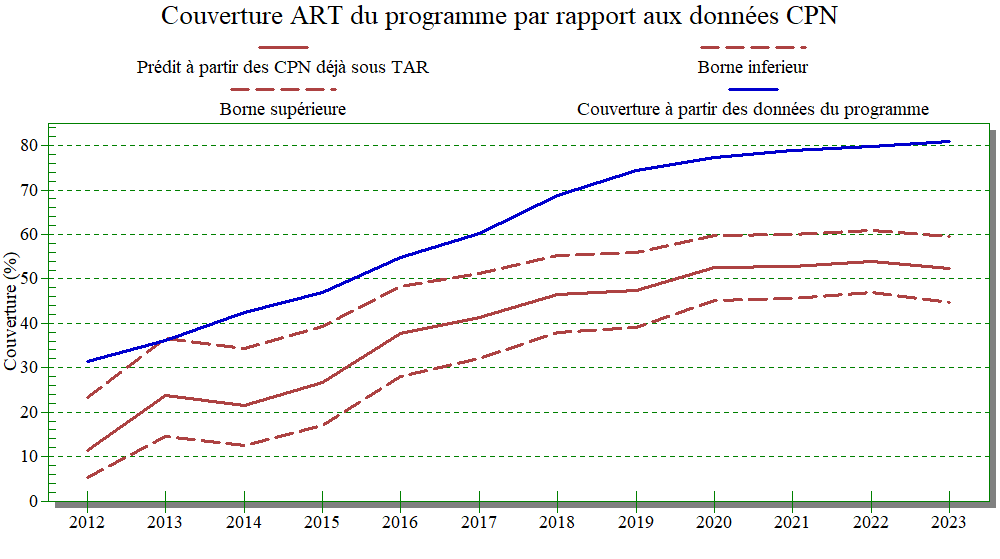 Couverture ART du programme par rapport aux données CPN
Prédit à partir des CPN déjà sous TAR
Borne inferieur
Borne supérieure
Couverture à partir des données du programme
Couverture (%)
80
70
60
50
40
30
20
10
0
2012 2013 2014 2015 2016 2017 2018 2019 2020 2021 2022 2023